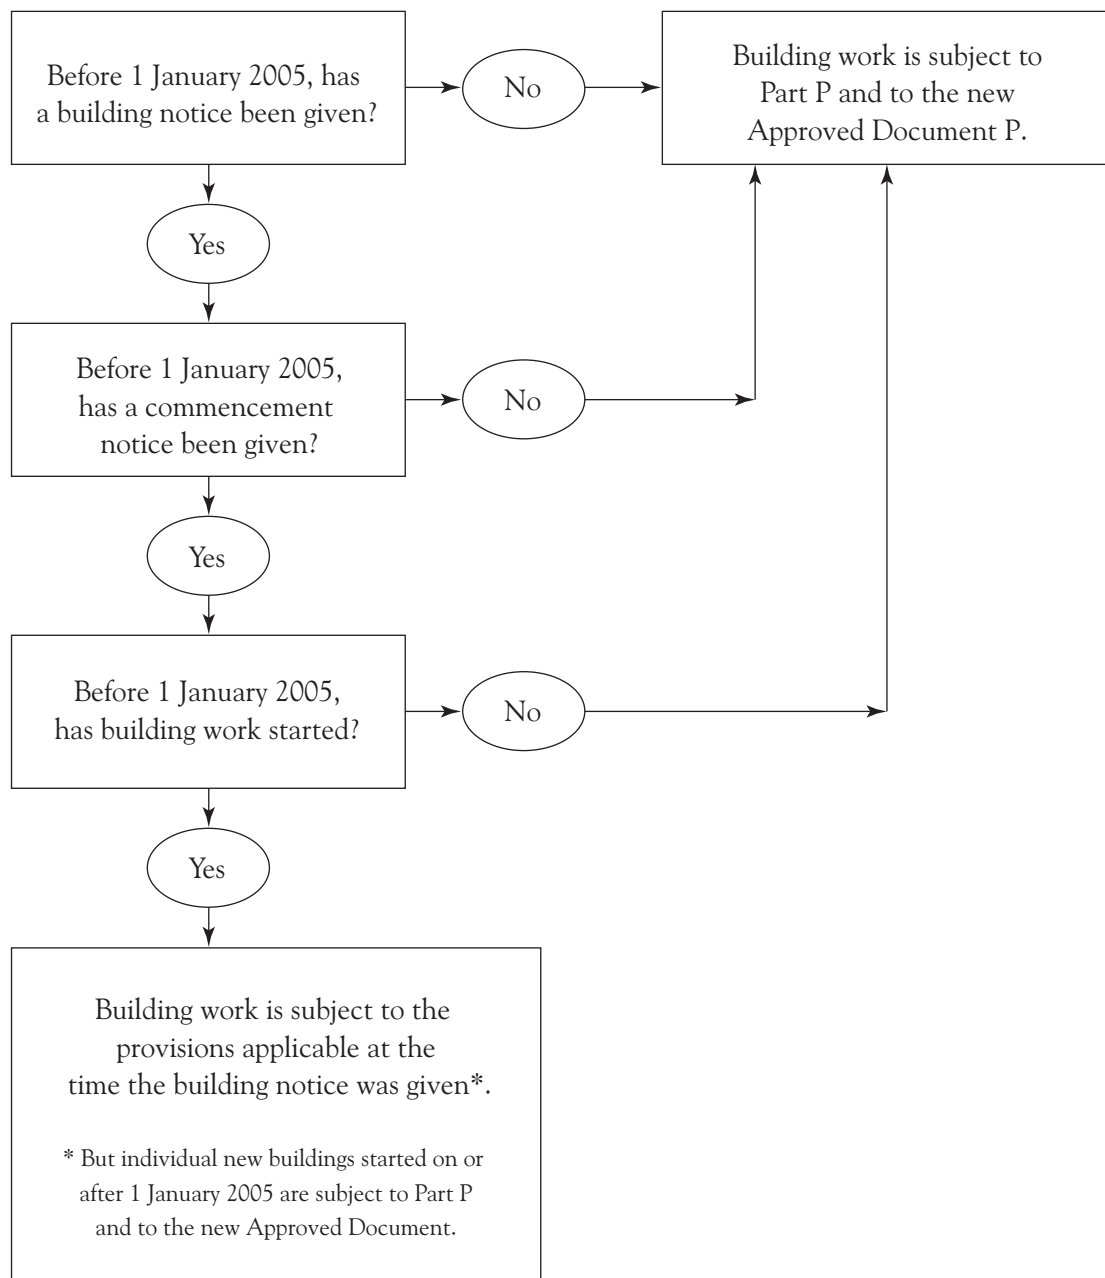 Before 1 January 2005, has
a building notice been given?
No
Building work is subject to
Part P and to the new
Approved Document P.
Yes
Before 1 January 2005,
has a commencement
notice been given?
No
Yes
Before 1 January 2005,
has building work started?
No
Yes
Building work is subject to the
provisions applicable at the
time the building notice was given*.
* But individual new buildings started on or
after 1 January 2005 are subject to Part P
and to the new Approved Document.